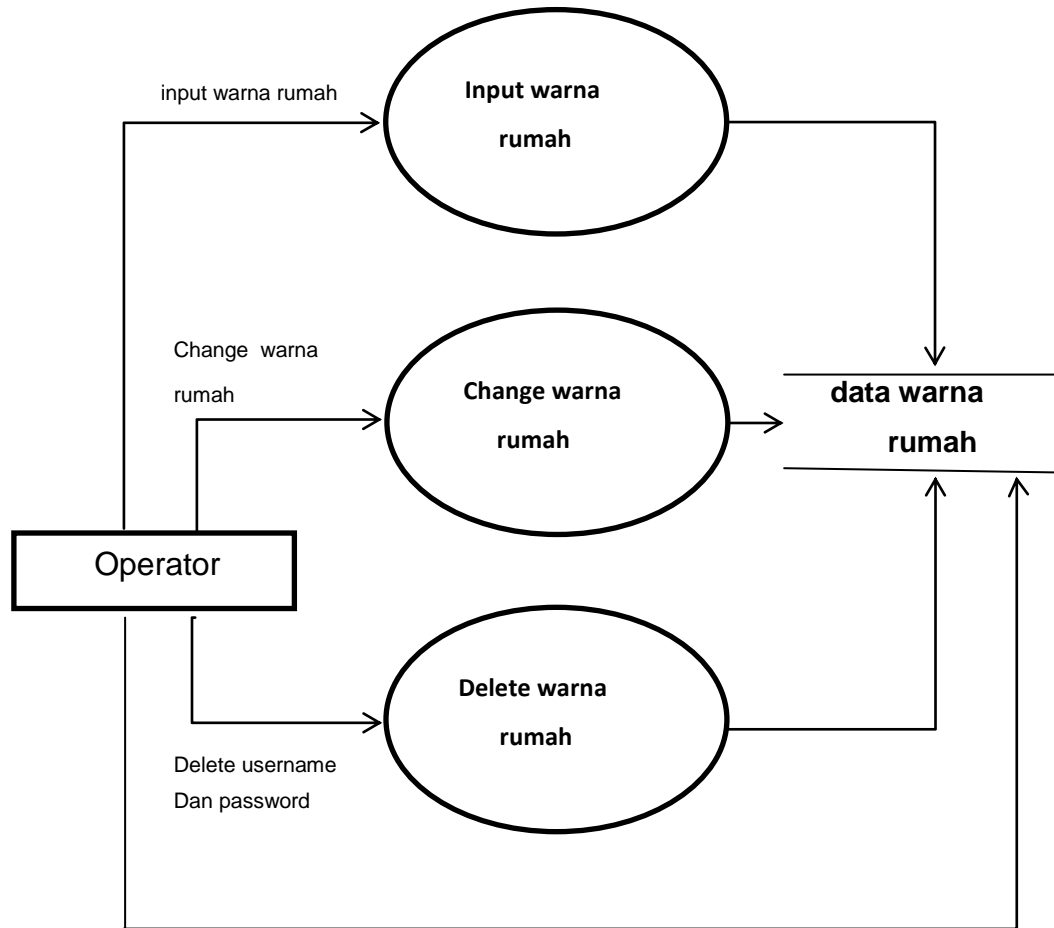 input warna rumah
Input warna
rumah
Change warna
rumah
Change warna
rumah
data warna
rumah
Operator
Delete warna
rumah
Delete username
Dan password